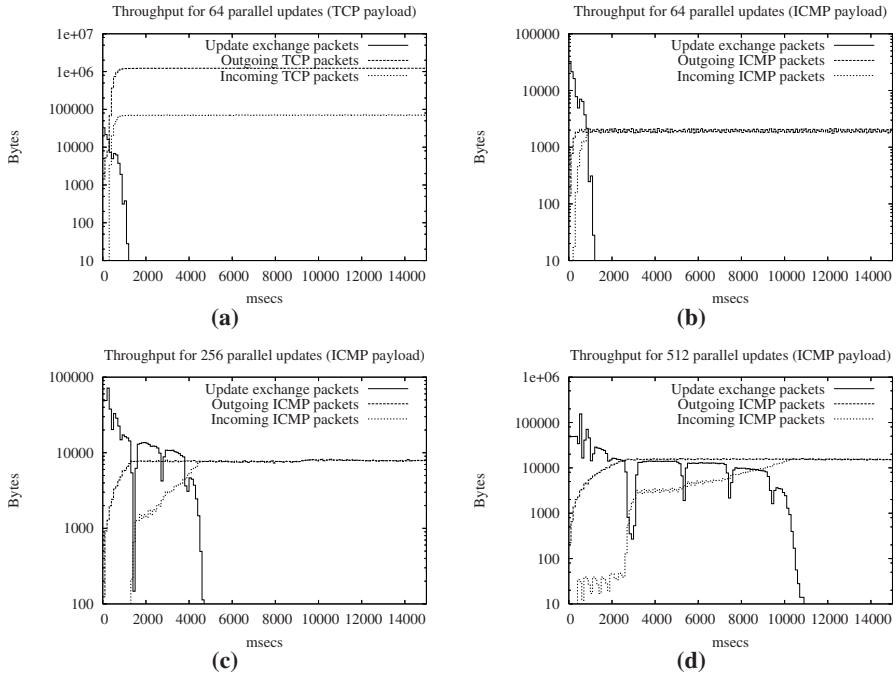 Throughput for 64 parallel updates (TCP payload)
1e+07
1e+06
100000
10000
1000
100
10
Bytes
Update exchange packets
Outgoing TCP packets
Incoming TCP packets
0 2000 4000 6000 8000 10000 12000 14000
msecs
(a)
Throughput for 64 parallel updates (ICMP payload)
100000
10000
1000
100
10
Bytes
Update exchange packets
Outgoing ICMP packets
Incoming ICMP packets
0 2000 4000 6000 8000 10000 12000 14000
msecs
(b)
Throughput for 256 parallel updates (ICMP payload)
100000
10000
1000
100
Bytes
Update exchange packets
Outgoing ICMP packets
Incoming ICMP packets
0 2000 4000 6000 8000 10000 12000 14000
msecs
(c)
Throughput for 512 parallel updates (ICMP payload)
1e+06
100000
10000
1000
100
10
Bytes
Update exchange packets
Outgoing ICMP packets
Incoming ICMP packets
0 2000 4000 6000 8000 10000 12000 14000
msecs
(d)